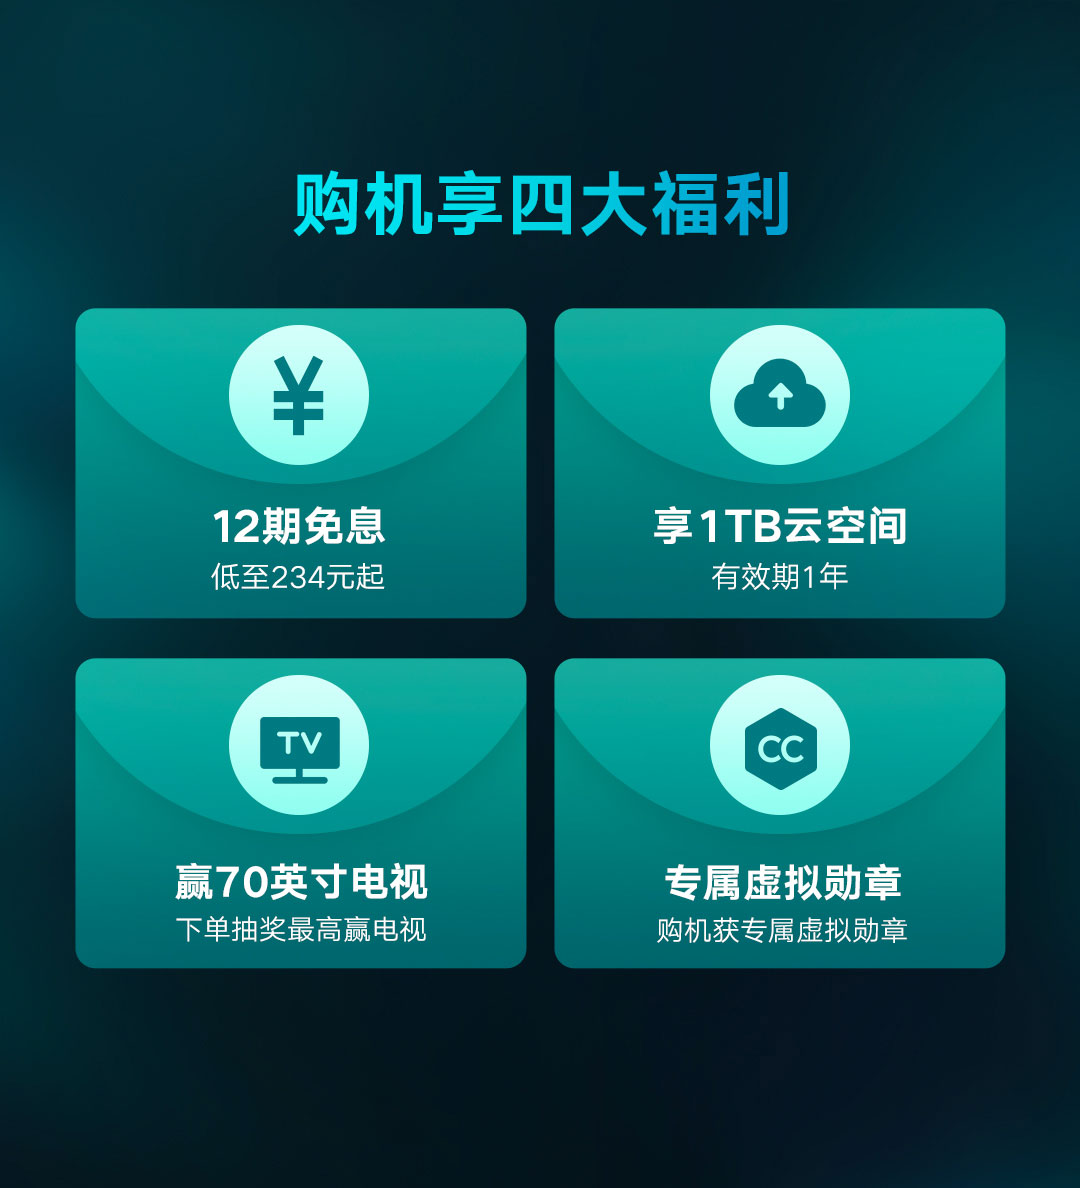 购机享四大福利
¥
12期免息
低至234元起
享1TB云空间
有效期1年
TV
赢70英寸电视
下单抽奖最高赢电视
CC
专属虚拟勋章
购机获专属虚拟勋章